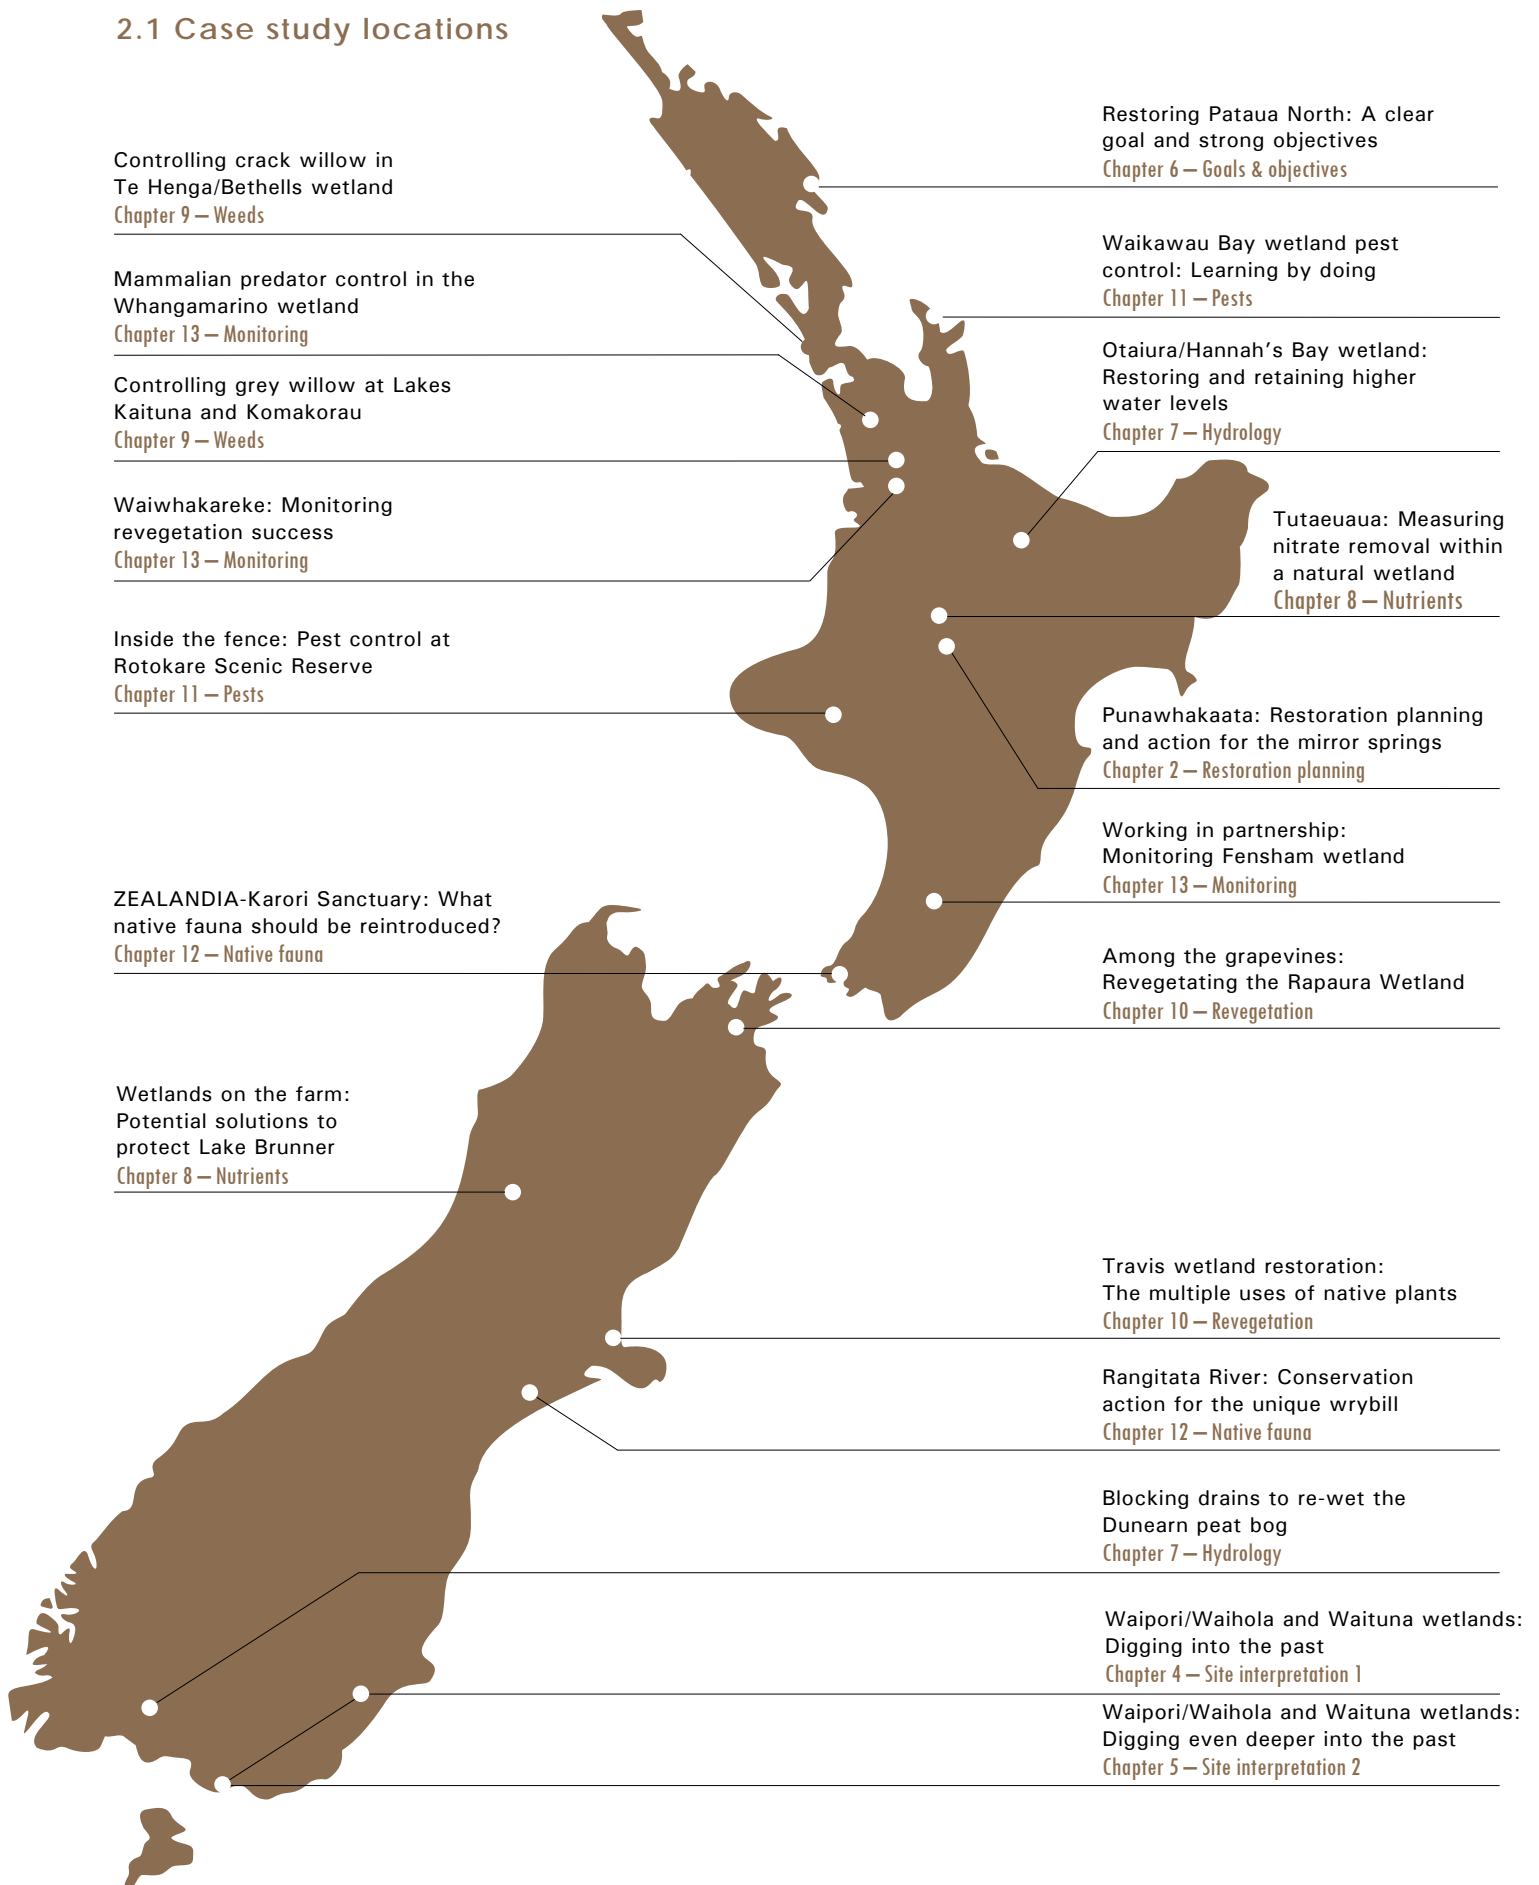 2.1 Case study locations
Controlling crack willow in
Te Henga/Bethells wetland
Chapter 9 – Weeds
Mammalian predator control in the
Whangamarino wetland
Chapter 13 – Monitoring
Controlling grey willow at Lakes
Kaituna and Komakorau
Chapter 9 – Weeds
Waiwhakareke: Monitoring
revegetation success
Chapter 13 – Monitoring
Inside the fence: Pest control at
Rotokare Scenic Reserve
Chapter 11 – Pests
ZEALANDIA-Karori Sanctuary: What
native fauna should be reintroduced?
Chapter 12 – Native fauna
Wetlands on the farm:
Potential solutions to
protect Lake Brunner
Chapter 8 – Nutrients
Restoring Pataua North: A clear
goal and strong objectives
Chapter 6 – Goals & objectives
Waikawau Bay wetland pest
control: Learning by doing
Chapter 11 – Pests
Otaiura/Hannah's Bay wetland:
Restoring and retaining higher
water levels
Chapter 7 – Hydrology
Tutaeuaua: Measuring
nitrate removal within
a natural wetland
Chapter 8 – Nutrients
Punawhakaata: Restoration planning
and action for the mirror springs
Chapter 2 – Restoration planning
Working in partnership:
Monitoring Fensham wetland
Chapter 13 – Monitoring
Among the grapevines:
Revegetating the Rapaura Wetland
Chapter 10 – Revegetation
Travis wetland restoration:
The multiple uses of native plants
Chapter 10 – Revegetation
Rangitata River: Conservation
action for the unique wrybill
Chapter 12 – Native fauna
Blocking drains to re-wet the
Dunearn peat bog
Chapter 7 – Hydrology
Waipori/Waihola and Waituna wetlands:
Digging into the past
Chapter 4 – Site interpretation 1
Waipori/Waihola and Waituna wetlands:
Digging even deeper into the past
Chapter 5 – Site interpretation 2